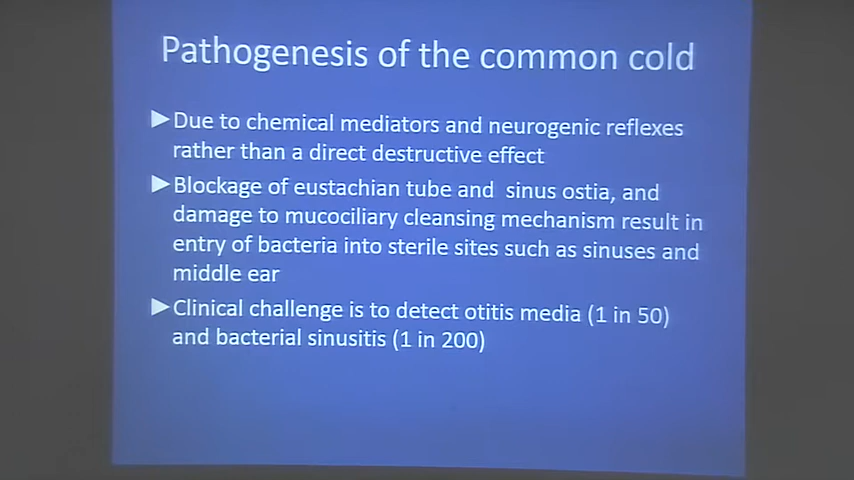 Pathogenesis of the common cold
►Due to chemical mediators and neurogenic reflexes
rather than a direct destructive effect
►Blockage of eustachian tube and sinus ostia, and
damage to mucociliary cleansing mechanism result in
entry of bacteria into sterile sites such as sinuses and
middle ear
►Clinical challenge is to detect otitis media (1 in 50)
and bacterial sinusitis (1 in 200)